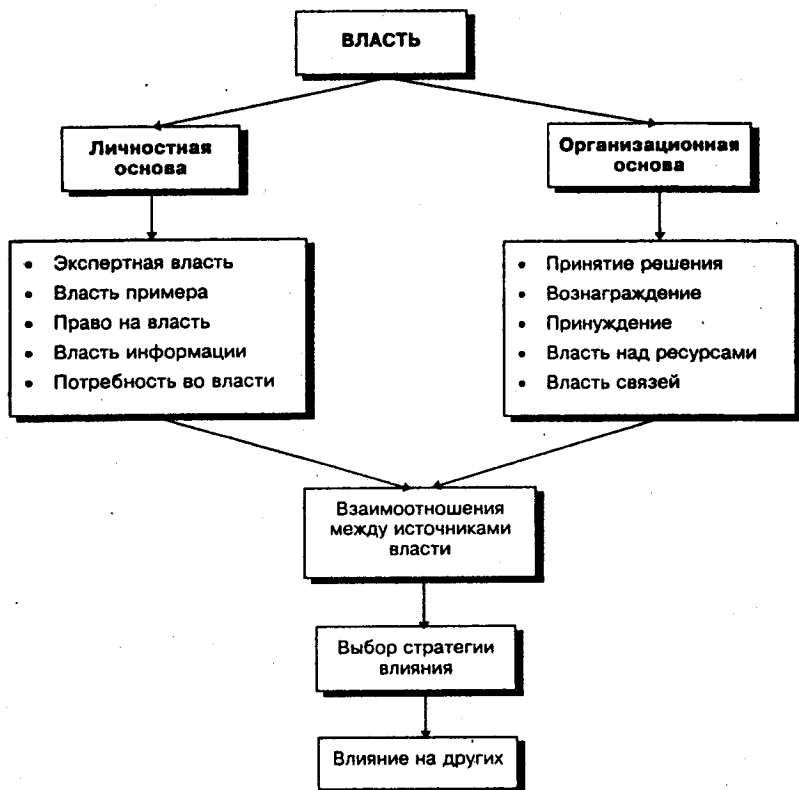 ВЛАСТЬ
Личностная
основа
Организационная
основа
• Экспертная власть
• Власть примера
• Право на власть
• Власть информации
• Потребность во власти
• Принятие решения
• Вознаграждение
• Принуждение
• Власть над ресурсами
• Власть связей
Взаимоотношения
между источниками
власти
Выбор стратегии
влияния
Влияние на других